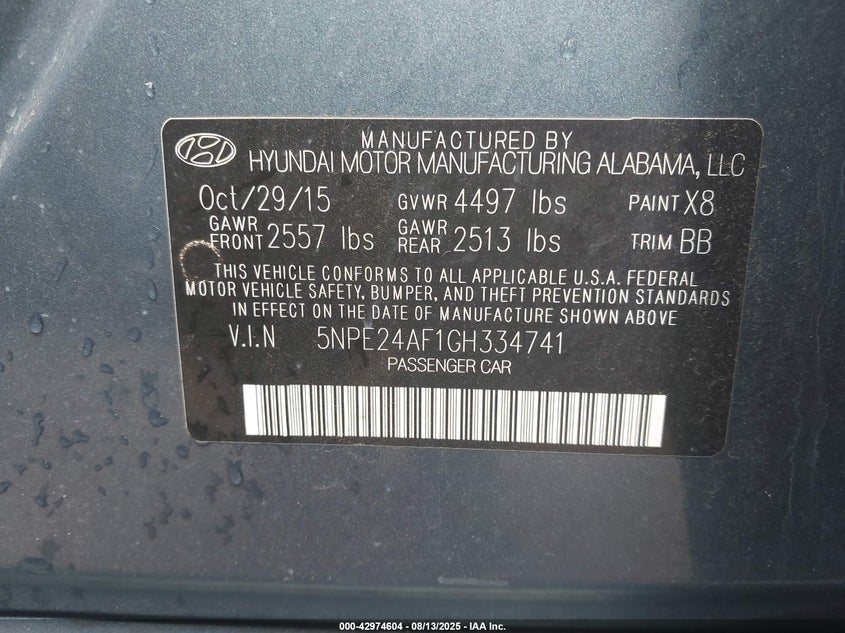 MANUFACTURED BY
HYUNDAI MOTOR MANUFACTURING ALABAMA, LLC
Oct/29/15 GVWR 4497 lbs PAINT X8
GAWR FRONT 2557 lbs GAWR REAR 2513 lbs TRIM BB
THIS VEHICLE CONFORMS TO ALL APPLICABLE U.S.A. FEDERAL
MOTOR VEHICLE SAFETY, BUMPER, AND THEFT PREVENTION STANDARDS
IN EFFECT ON THE DATE OF MANUFACTURE SHOWN ABOVE
V.I.N 5NPE24AF1GH334741
PASSENGER CAR
000-42974604 - 08/13/2025 - IAA Inc.